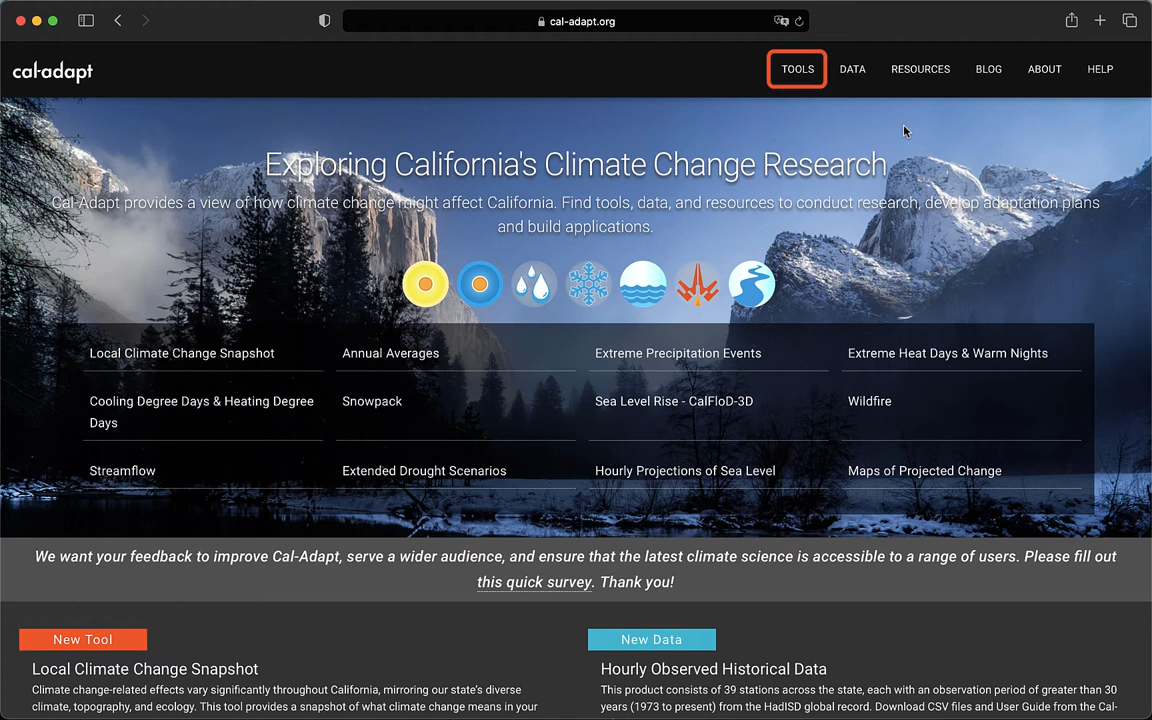 cal-adapt.org
cal-adapt
TOOLS DATA RESOURCES BLOG ABOUT HELP
Exploring California's Climate Change Research
Cal-Adapt provides a view of how climate change might affect California. Find tools, data, and resources to conduct research, develop adaptation plans
and build applications.
Local Climate Change Snapshot
Annual Averages
Extreme Precipitation Events
Extreme Heat Days & Warm Nights
Cooling Degree Days & Heating Degree
Days
Snowpack
Sea Level Rise - CalFloD-3D
Wildfire
Streamflow
Extended Drought Scenarios
Hourly Projections of Sea Level
Maps of Projected Change
We want your feedback to improve Cal-Adapt, serve a wider audience, and ensure that the latest climate science is accessible to a range of users. Please fill out
this quick survey. Thank you!
New Tool
Local Climate Change Snapshot
Climate change-related effects vary significantly throughout California, mirroring our state's diverse
climate, topography, and ecology. This tool provides a snapshot of what climate change means in your
New Data
Hourly Observed Historical Data
This product consists of 39 stations across the state, each with an observation period of greater than 30
years (1973 to present) from the HadISD global record. Download CSV files and User Guide from the Cal-